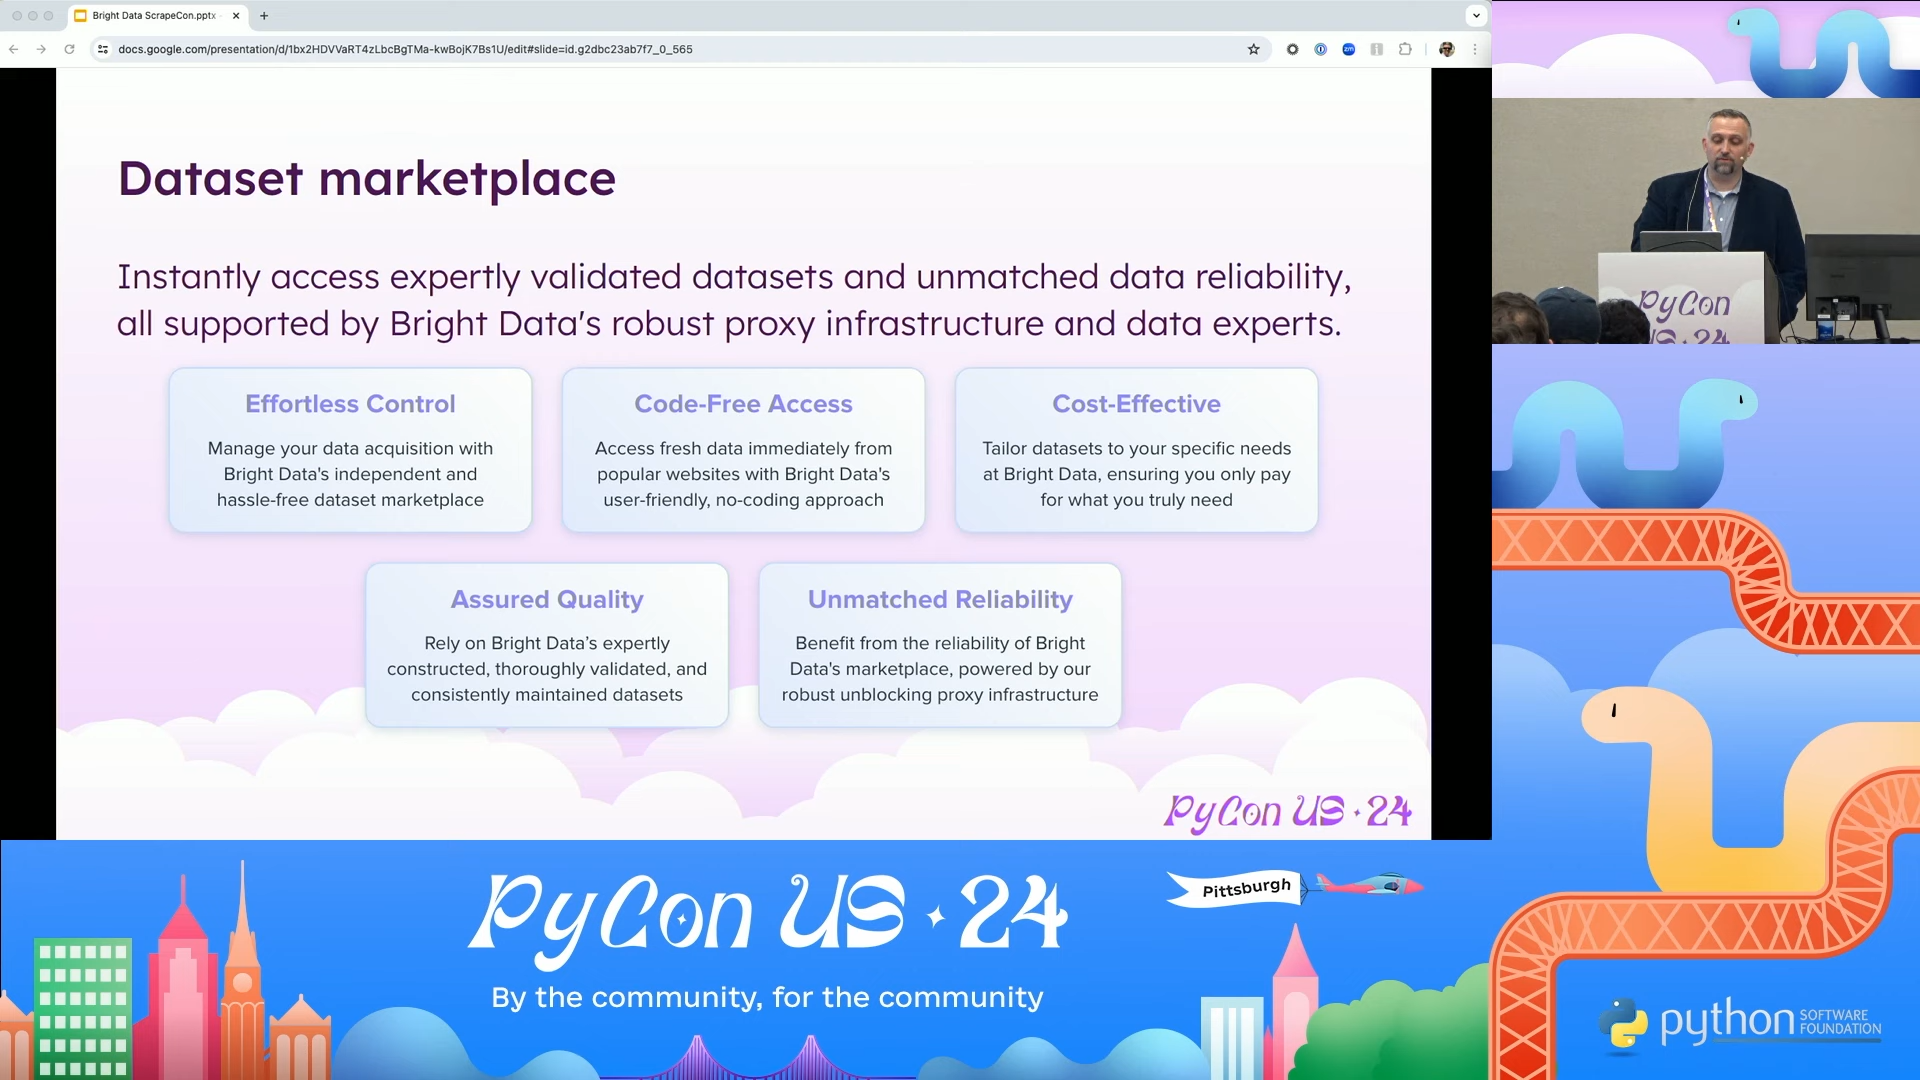 Bright Data ScrapeCon.pptx
docs.google.com/presentation/d/1bx2HDVVaRT4zLbcBgTMa-kwBojK7Bs1U/edit#slide=id.g2dbc23ab7f7_0_565
Dataset marketplace
Instantly access expertly validated datasets and unmatched data reliability,
all supported by Bright Data's robust proxy infrastructure and data experts.
Effortless Control
Manage your data acquisition with
Bright Data's independent and
hassle-free dataset marketplace
Code-Free Access
Access fresh data immediately from
popular websites with Bright Data's
user-friendly, no-coding approach
Cost-Effective
Tailor datasets to your specific needs
at Bright Data, ensuring you only pay
for what you truly need
Assured Quality
Rely on Bright Data’s expertly
constructed, thoroughly validated, and
consistently maintained datasets
Unmatched Reliability
Benefit from the reliability of Bright
Data's marketplace, powered by our
robust unblocking proxy infrastructure
PyCon US · 24
PyCon
US · 24
PyCon US · 24
By the community, for the community
Pittsburgh
python
SOFTWARE
FOUNDATION